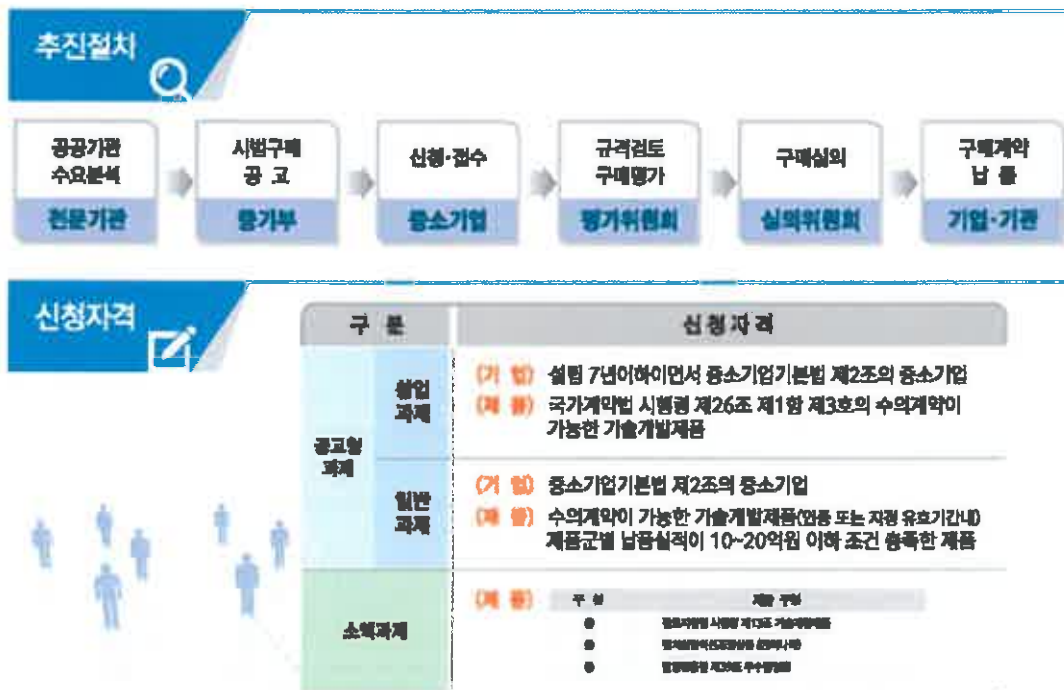 추진절차
공공기관
수요분석
전문기관
시범구매
공 고
중기부
신청·접수
중소기업
규격검토
구매평가
평가위원회
구매심의
심의위원회
구매계약
납 품
기업·기관
신청자격
구 분
신청자격
공고형
과제
창업
과제
(기 업) 설립 7년이하이면서 중소기업기본법 제2조의 중소기업
(제 품) 국가계약법 시행령 제26조 제1항 제3호의 수의계약이
가능한 기술개발제품
일반
과제
(기 업) 중소기업기본법 제2조의 중소기업
(제 품) 수의계약이 가능한 기술개발제품(인증 또는 지정 유효기간내)
제품군별 납품실적이 10~20억원 이하 조건 충족한 제품
소액과제
(제 품)